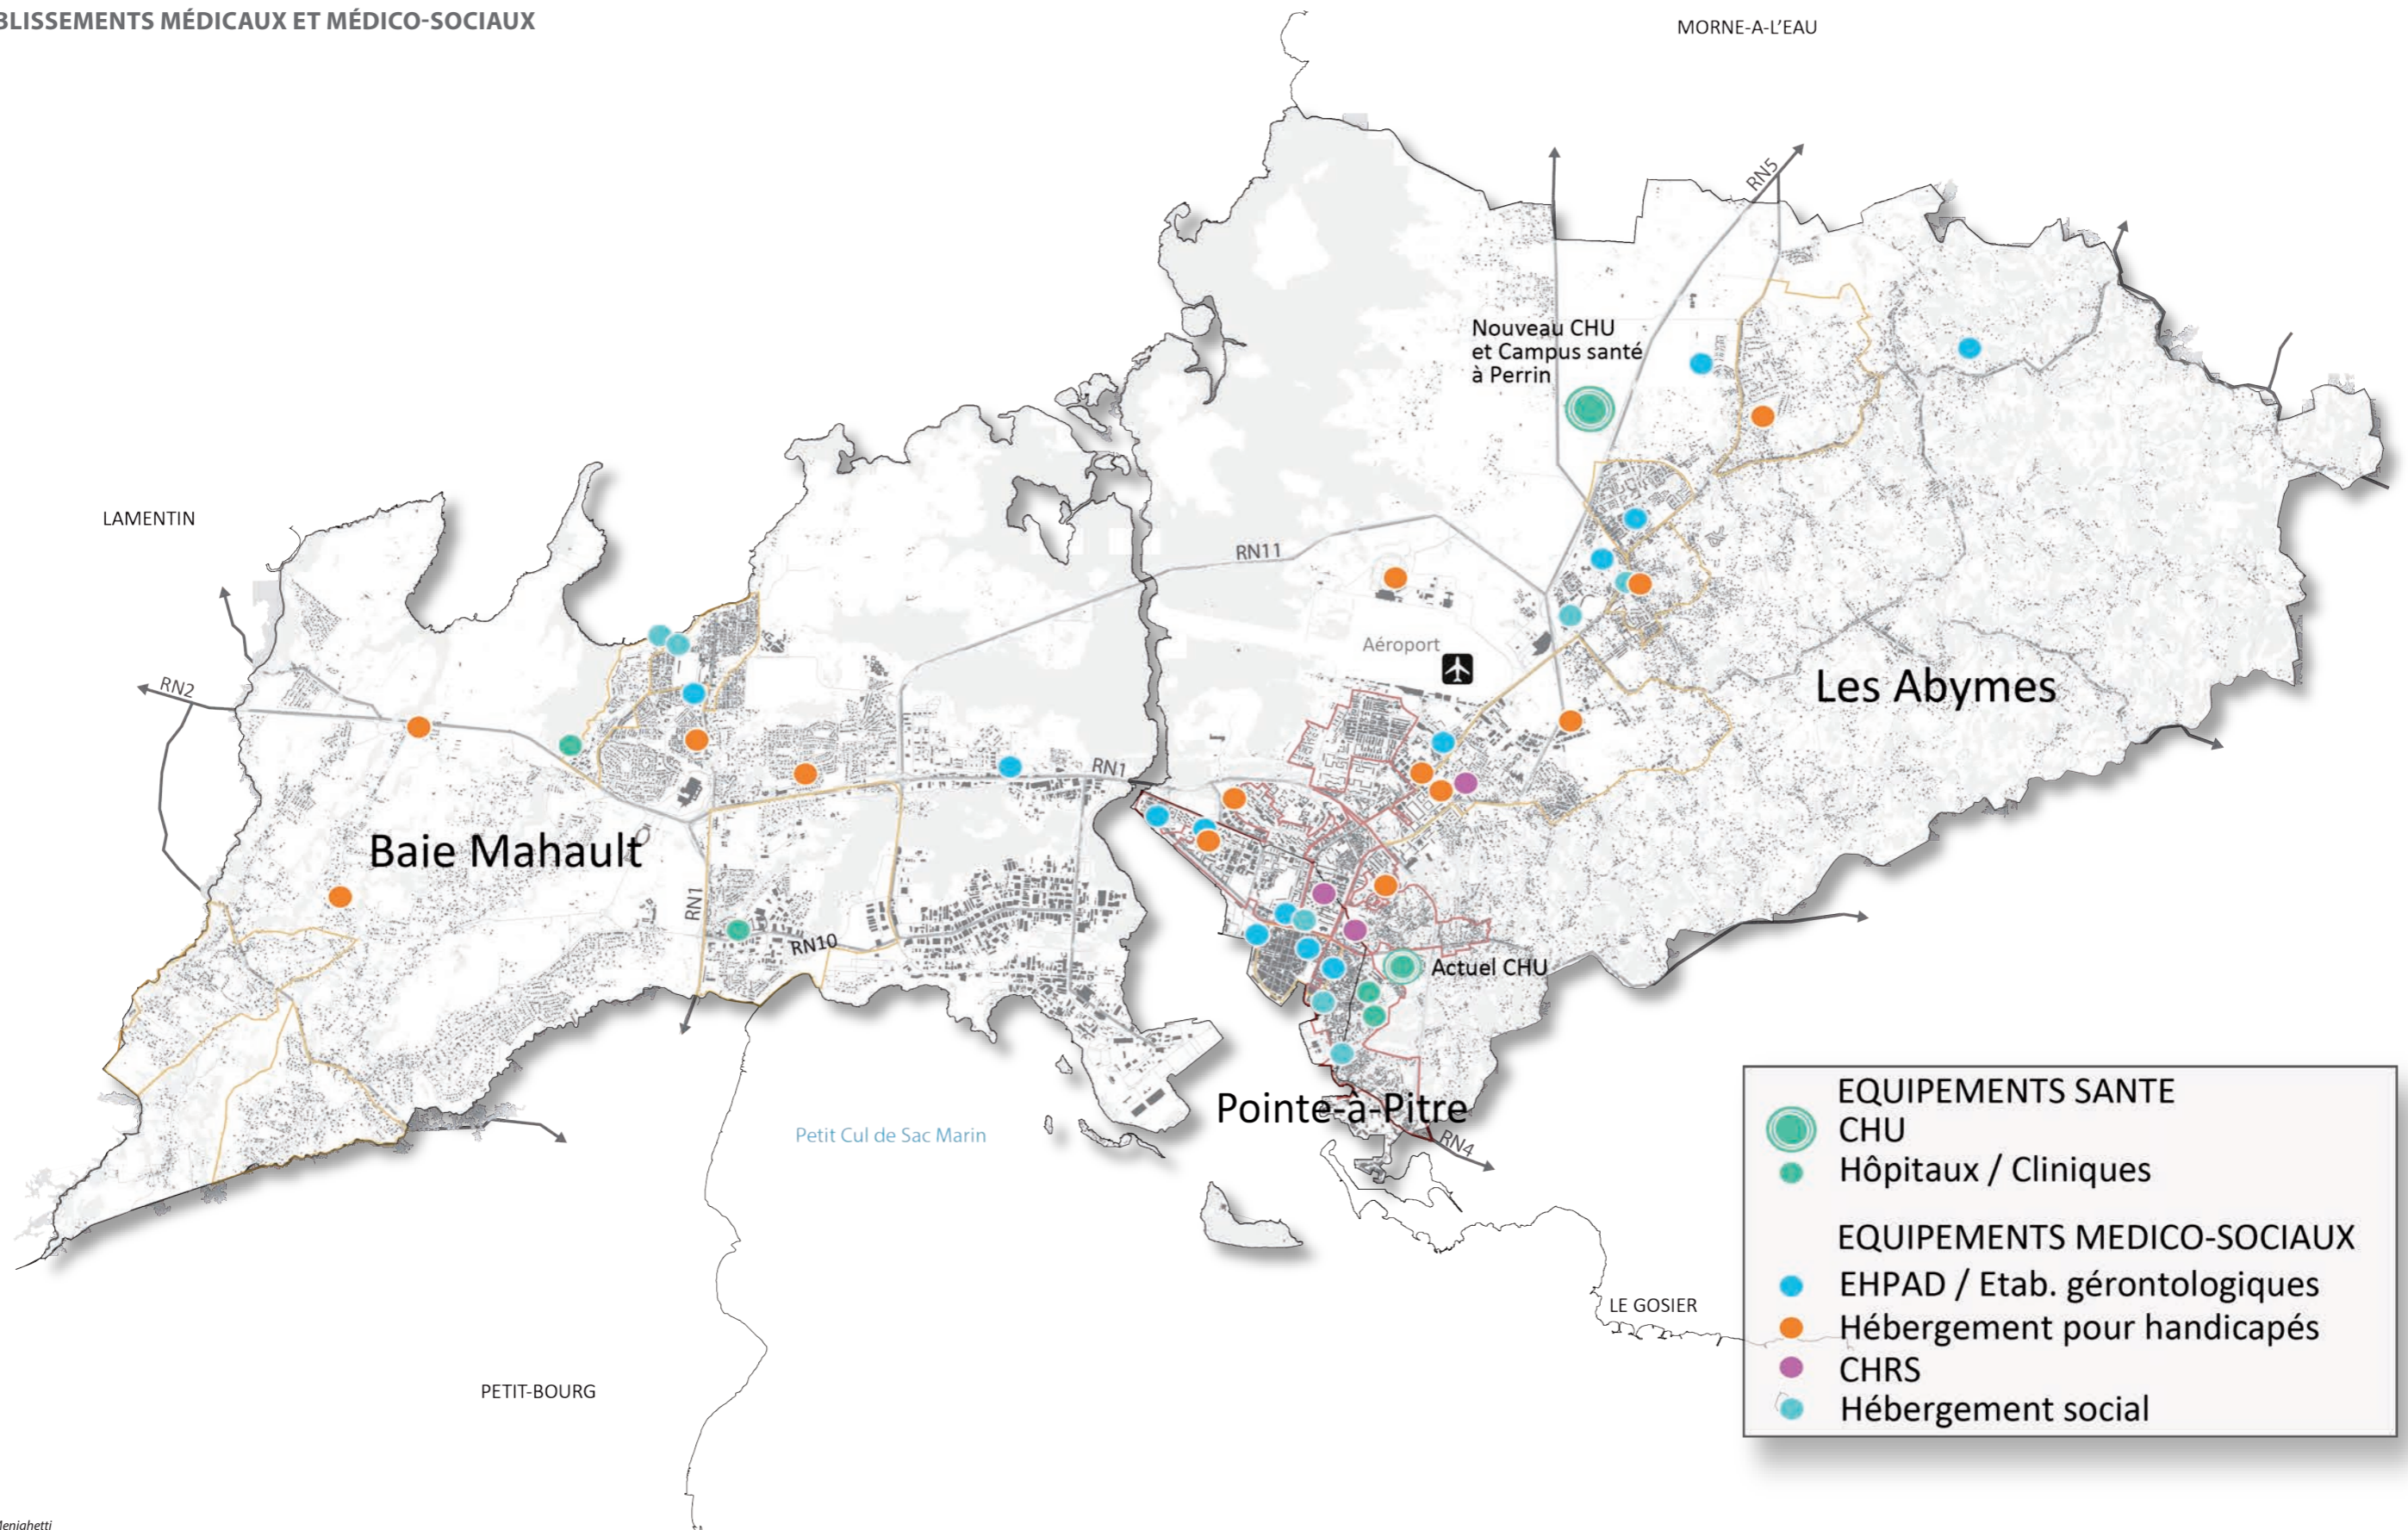 BLISSEMENTS MÉDICAUX ET MÉDICO-SOCIAUX
MORNE-A-L'EAU
RN5
Nouveau CHU
et Campus santé
à Perrin
LAMENTIN
RN11
Aéroport
RN2
Les Abymes
RN1
Baie Mahault
RN1
RN10
Actuel CHU
Pointe-à-Pitre
Petit Cul de Sac Marin
RN4
LE GOSIER
PETIT-BOURG
EQUIPEMENTS SANTE
CHU
Hôpitaux / Cliniques
EQUIPEMENTS MEDICO-SOCIAUX
EHPAD / Etab. gérontologiques
Hébergement pour handicapés
CHRS
Hébergement social
Menighetti